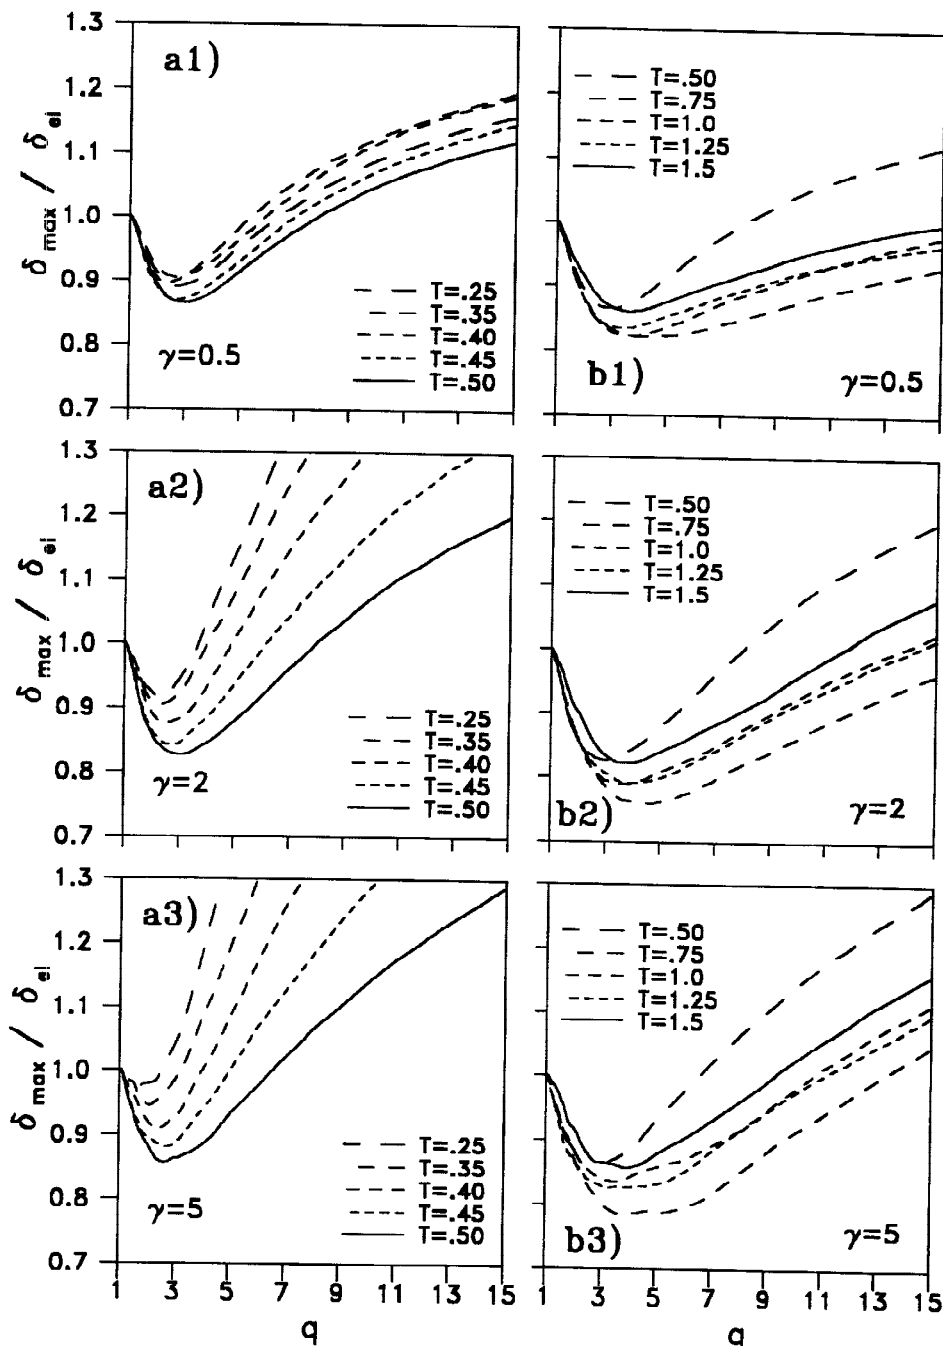 a1)
1.3
1.2
1.1
1.0
0.9
0.8
0.7
δmax / δei
γ=0.5
T=.25
T=.35
T=.40
T=.45
T=.50
T=.50
T=.75
T=1.0
T=1.25
T=1.5
b1)
γ=0.5
a2)
1.3
1.2
1.1
1.0
0.9
0.8
0.7
δmax / δei
γ=2
T=.25
T=.35
T=.40
T=.45
T=.50
T=.50
T=.75
T=1.0
T=1.25
T=1.5
b2)
γ=2
a3)
1.3
1.2
1.1
1.0
0.9
0.8
0.7
δmax / δei
γ=5
T=.25
T=.35
T=.40
T=.45
T=.50
1 3 5 7 9 11 13 15
q
T=.50
T=.75
T=1.0
T=1.25
T=1.5
b3)
γ=5
1 3 5 7 9 11 13 15
q